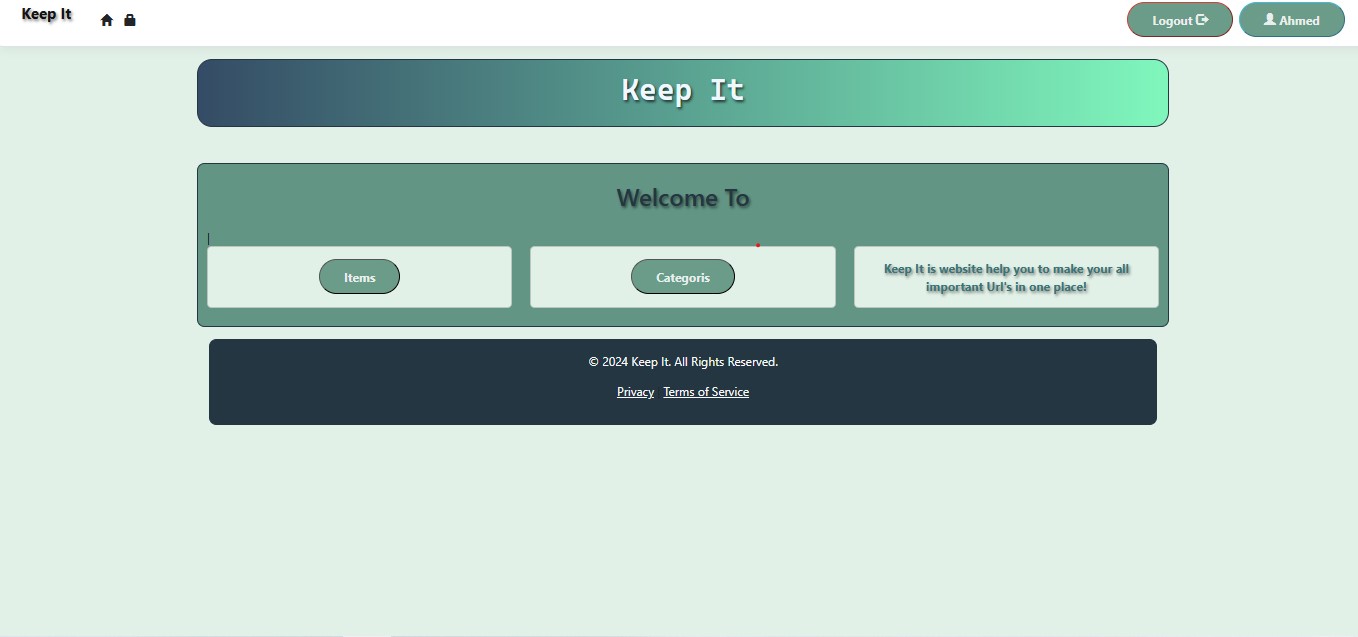 Keep It
Logout
Ahmed
Keep It
Welcome To
Items
Categoris
Keep It is website help you to make your all
important Url's in one place!
© 2024 Keep It. All Rights Reserved.
Privacy Terms of Service